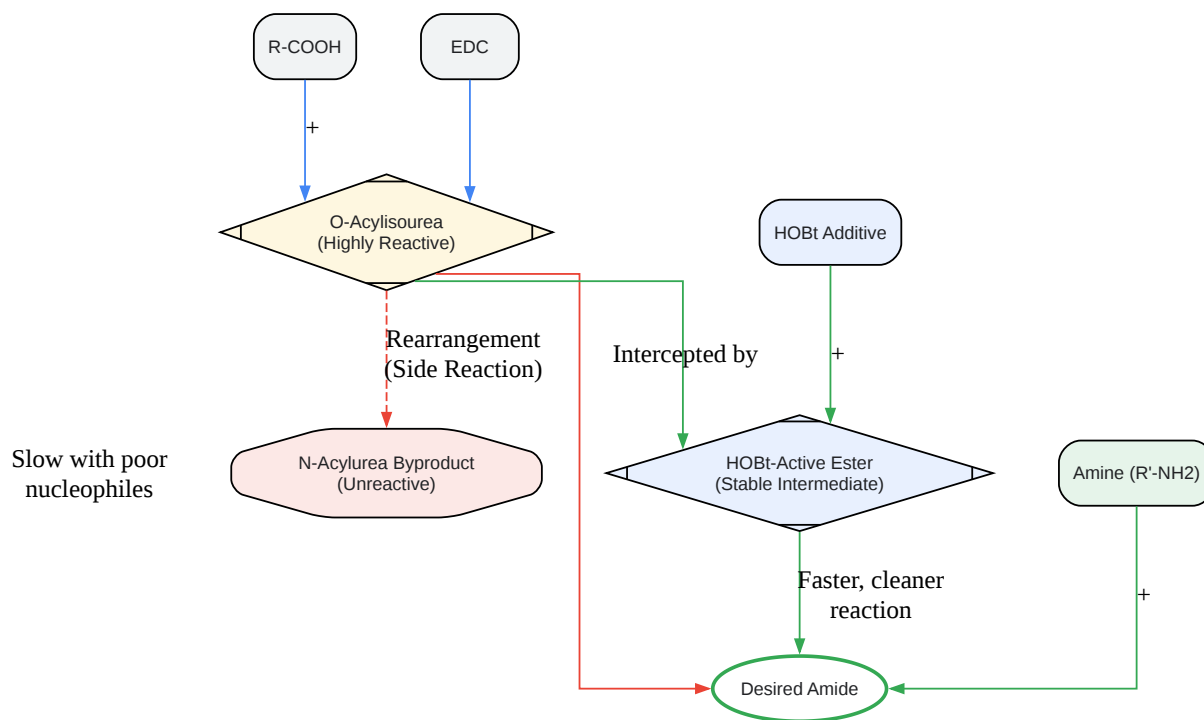 R-COOH
EDC
+
O-Acylisourea
(Highly Reactive)
HOBt Additive
Rearrangement
(Side Reaction)
Intercepted by
+
Slow with poor
nucleophiles
N-Acylurea Byproduct
(Unreactive)
HOBt-Active Ester
(Stable Intermediate)
Amine (R'-NH2)
Faster, cleaner
reaction
+
Desired Amide